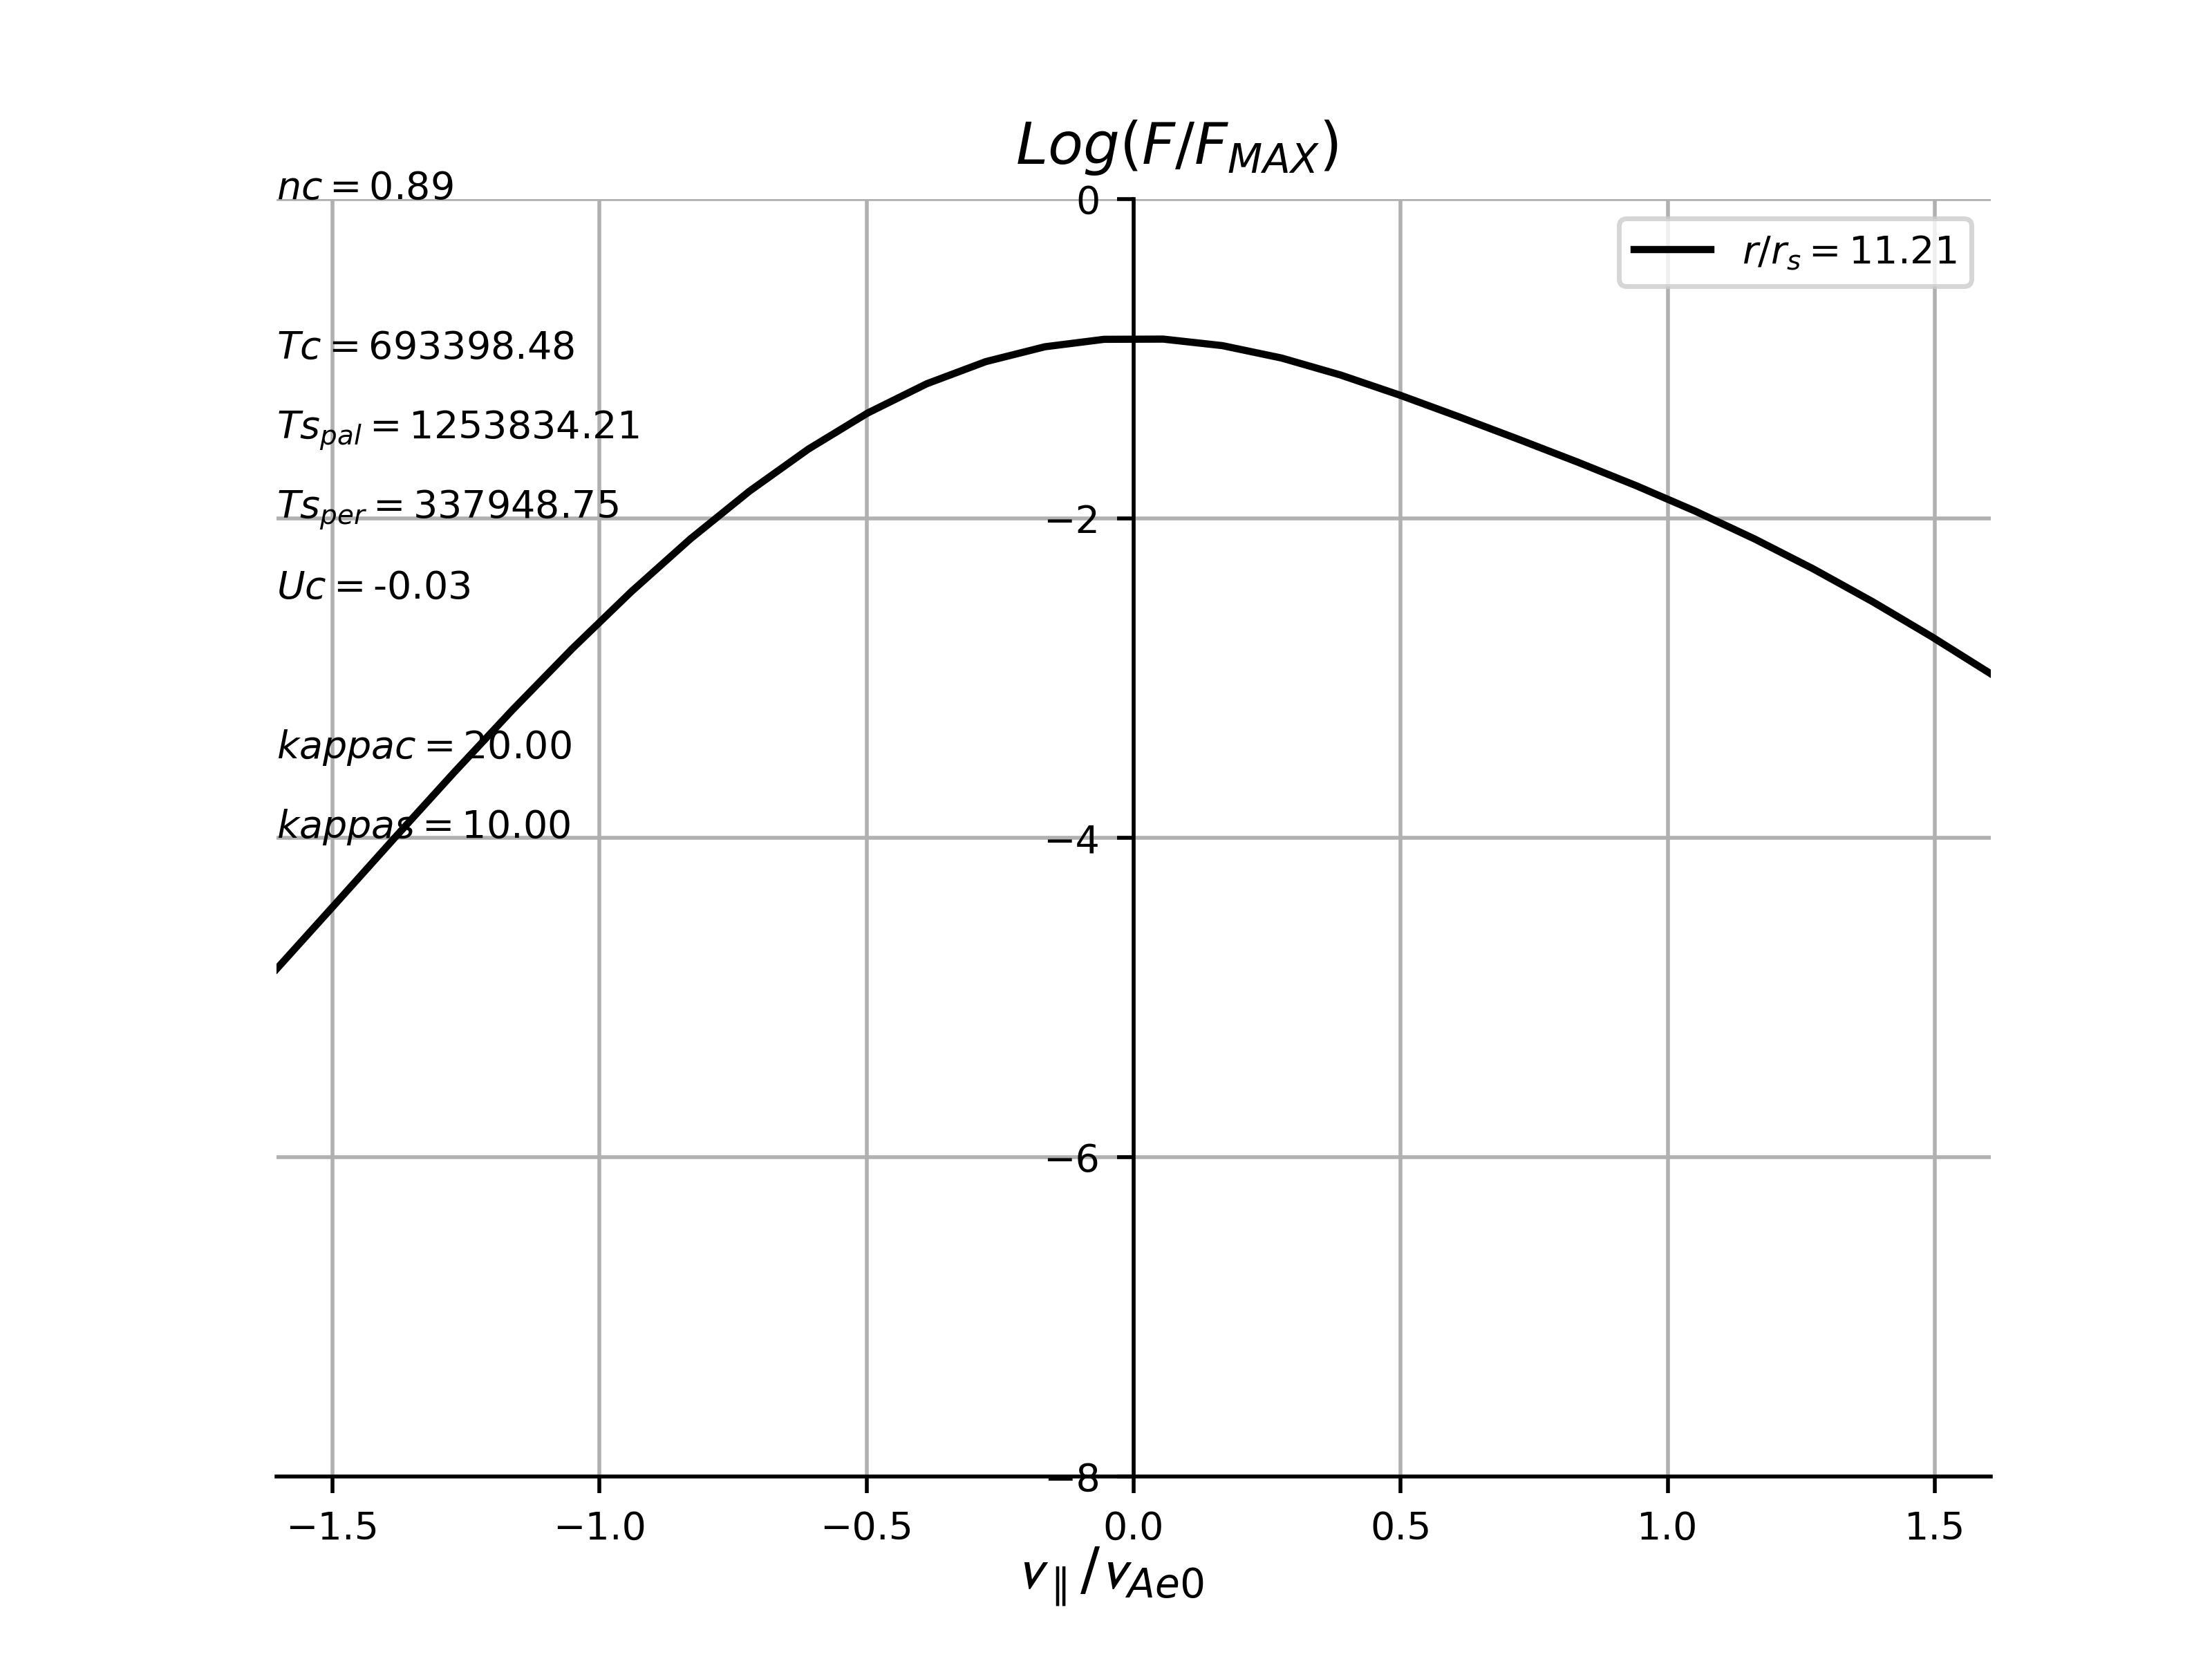 Log(F/F_MAX)
nc = 0.89
0
r/r_s = 11.21
Tc = 693398.48
Ts_pal = 1253834.21
Ts_per = 337948.75
−2
Uc = -0.03
kappac = 20.00
kappas = 10.00
−4
−6
−8
−1.5 −1.0 −0.5 0.0 0.5 1.0 1.5
v_∥/v_Ae0